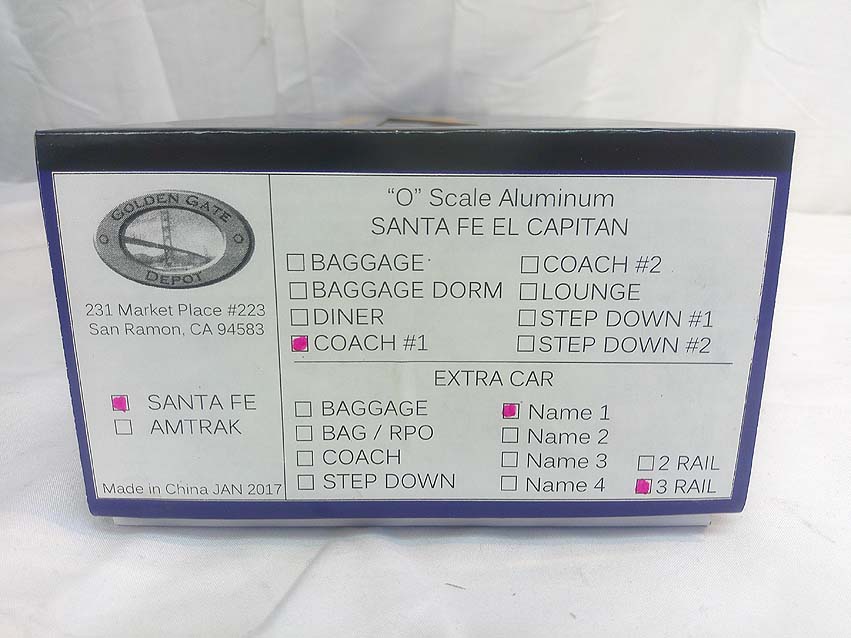 GOLDEN GATE
DEPOT
231 Market Place #223
San Ramon, CA 94583
SANTA FE
AMTRAK
Made in China JAN 2017
"O" Scale Aluminum
SANTA FE EL CAPITAN
BAGGAGE
BAGGAGE DORM
DINER
COACH #1
COACH #2
LOUNGE
STEP DOWN #1
STEP DOWN #2
EXTRA CAR
BAGGAGE
BAG / RPO
COACH
STEP DOWN
Name 1
Name 2
Name 3
Name 4
2 RAIL
3 RAIL